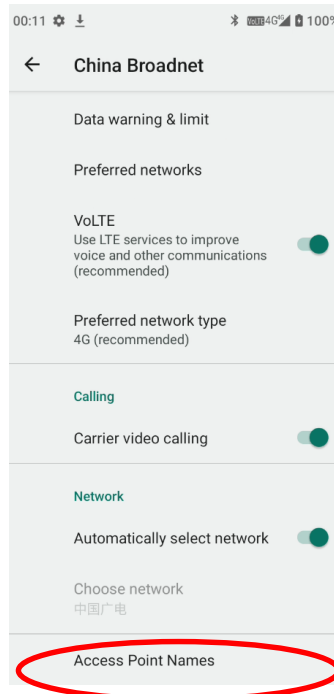 00:11 4G 4G 100%
China Broadnet
Data warning & limit
Preferred networks
VoLTE
Use LTE services to improve
voice and other communications
(recommended)
Preferred network type
4G (recommended)
Calling
Carrier video calling
Network
Automatically select network
Choose network
中国广电
Access Point Names